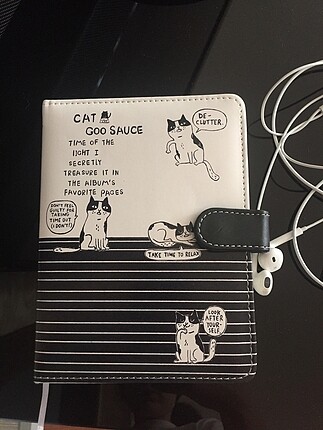 CAT
GOO SAUCE
TIME OF THE
LIGHT I
SECRETLY
TREASURE IT IN
THE ALBUM'S
FAVORITE PAGES
DE-
CLUTTER.
DON'T FEEL
GUILTY FOR
TAKING
TIME OUT
(I DON'T!)
TAKE TIME TO RELAX
LOOK
AFTER
YOUR-
SELF